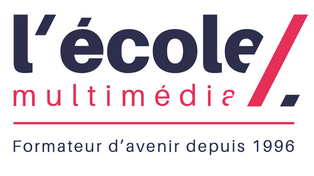 l'école
multimédia
Formateur d'avenir depuis 1996